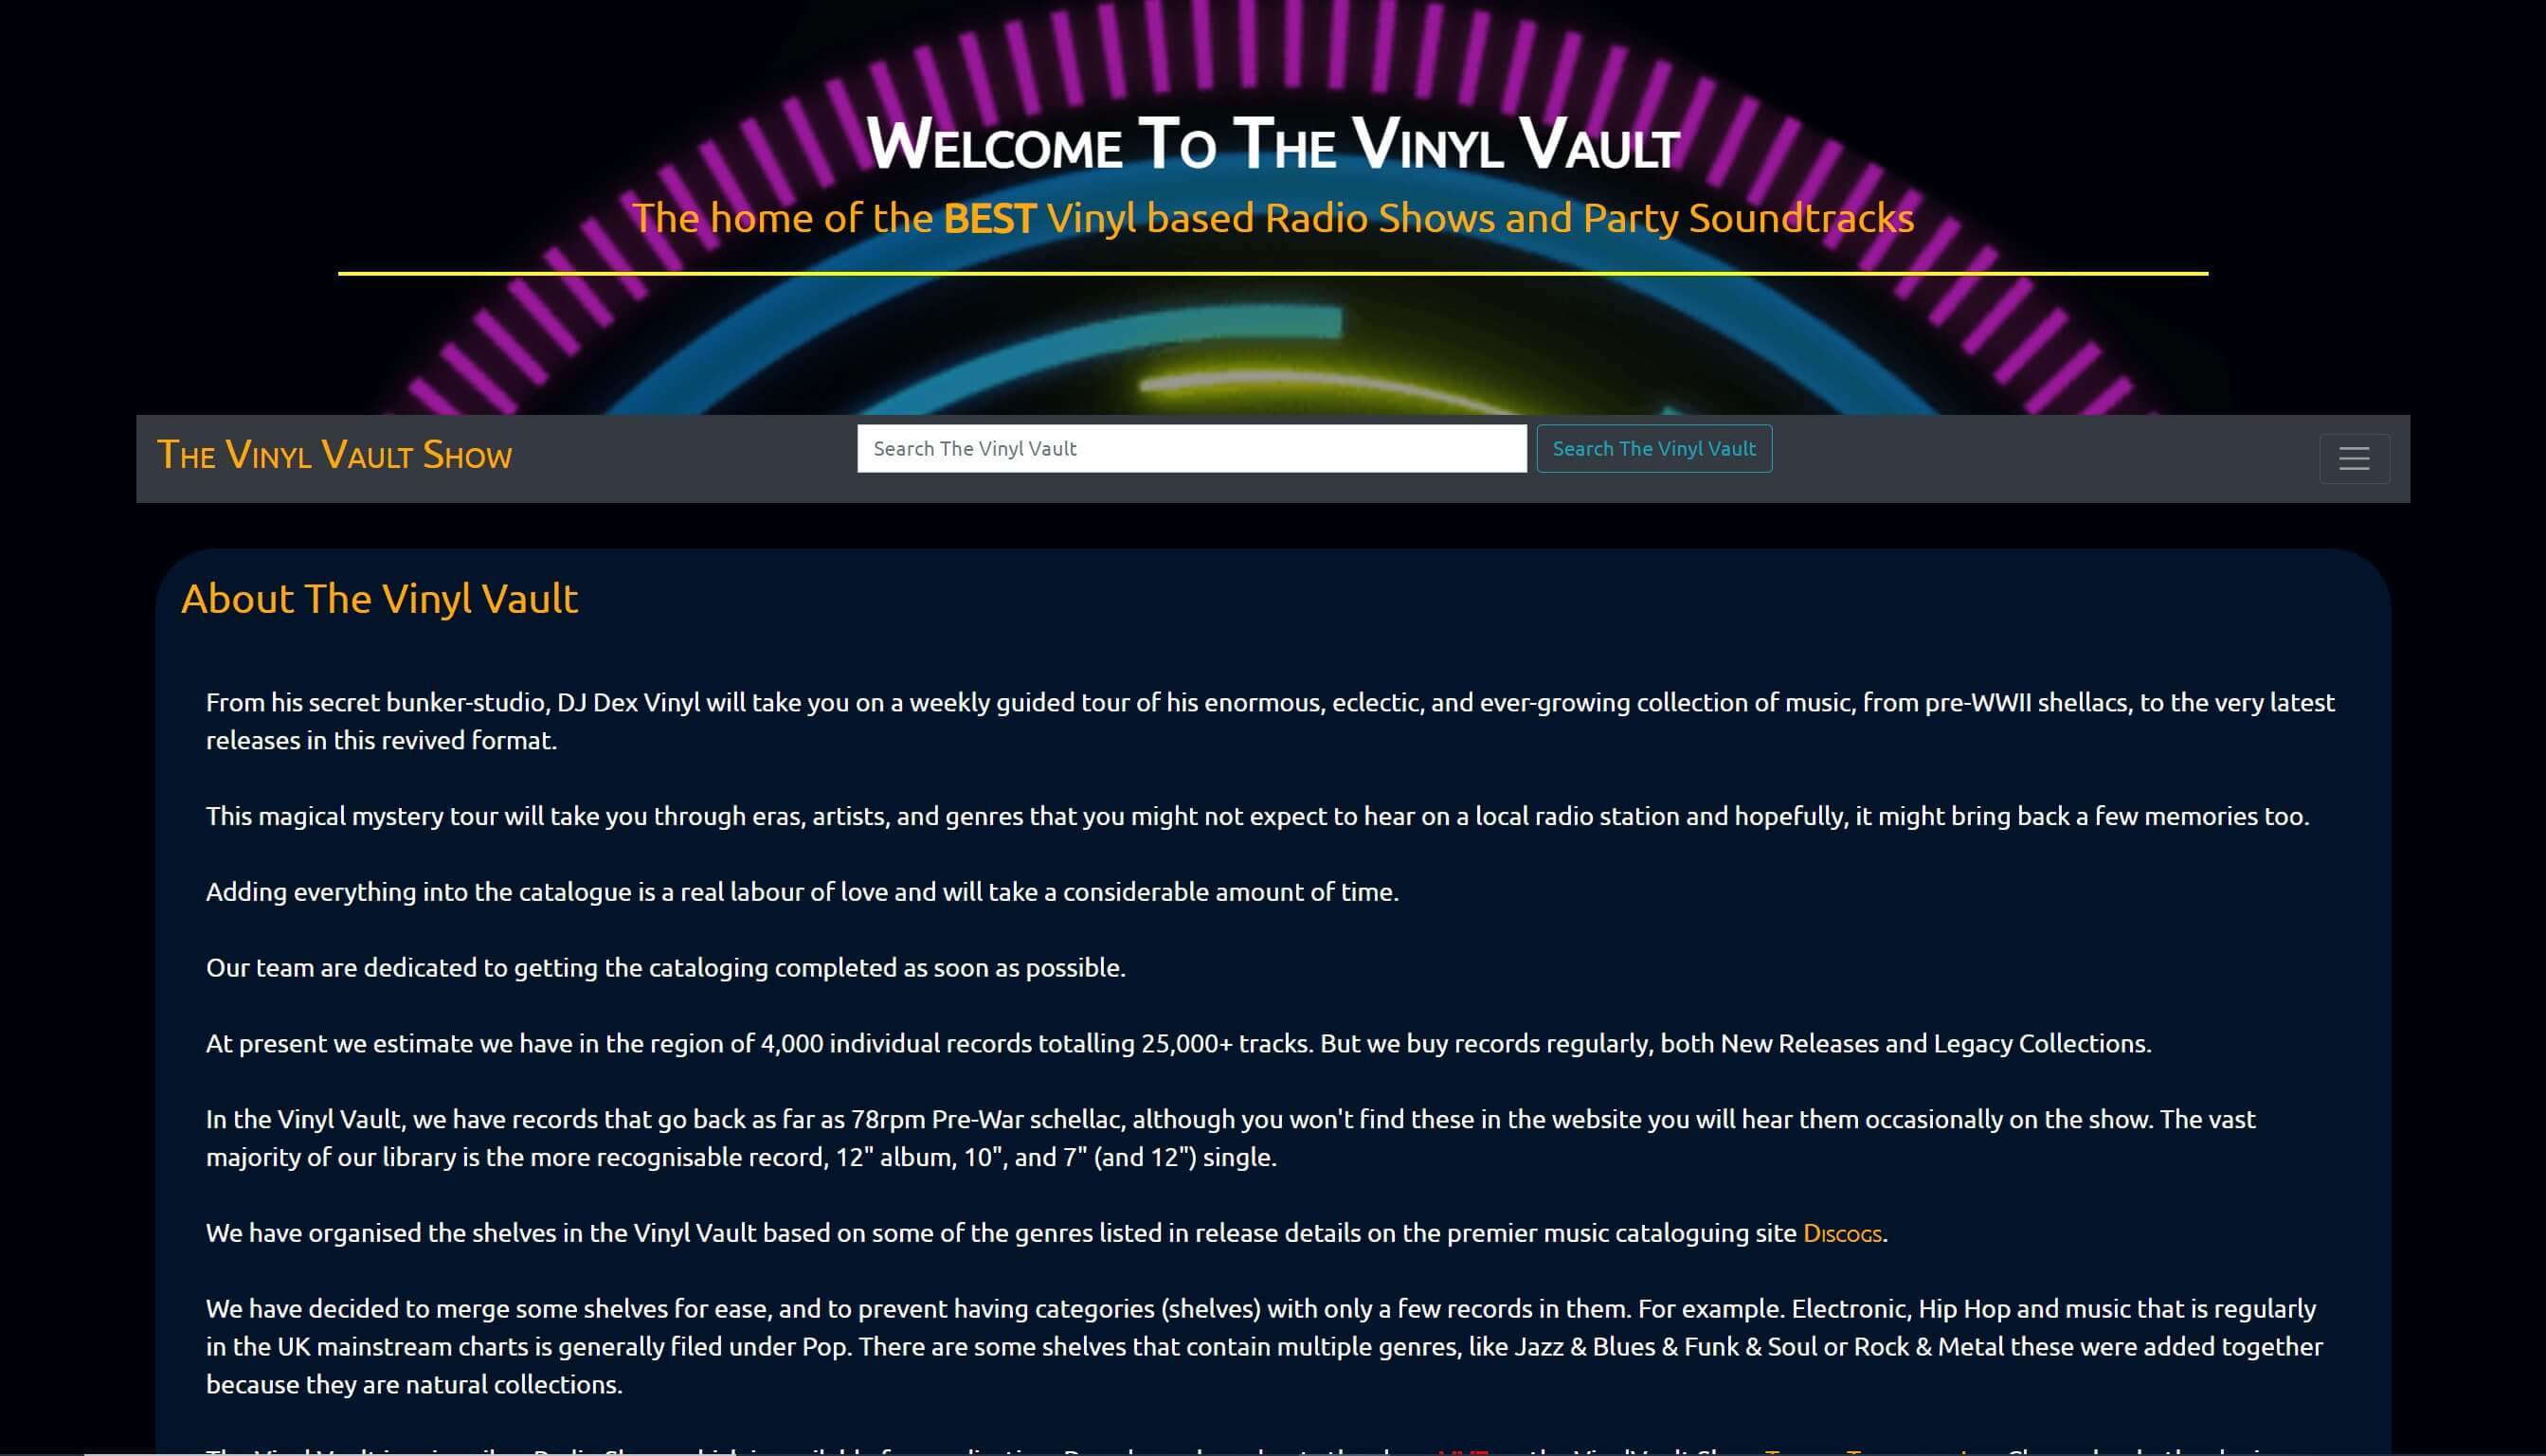 Welcome To The Vinyl Vault
The home of the BEST Vinyl based Radio Shows and Party Soundtracks
The Vinyl Vault Show
Search The Vinyl Vault
Search The Vinyl Vault
About The Vinyl Vault
From his secret bunker-studio, DJ Dex Vinyl will take you on a weekly guided tour of his enormous, eclectic, and ever-growing collection of music, from pre-WWII shellacs, to the very latest
releases in this revived format.
This magical mystery tour will take you through eras, artists, and genres that you might not expect to hear on a local radio station and hopefully, it might bring back a few memories too.
Adding everything into the catalogue is a real labour of love and will take a considerable amount of time.
Our team are dedicated to getting the cataloging completed as soon as possible.
At present we estimate we have in the region of 4,000 individual records totalling 25,000+ tracks. But we buy records regularly, both New Releases and Legacy Collections.
In the Vinyl Vault, we have records that go back as far as 78rpm Pre-War schellac, although you won't find these in the website you will hear them occasionally on the show. The vast
majority of our library is the more recognisable record, 12" album, 10", and 7" (and 12") single.
We have organised the shelves in the Vinyl Vault based on some of the genres listed in release details on the premier music cataloguing site Discogs.
We have decided to merge some shelves for ease, and to prevent having categories (shelves) with only a few records in them. For example. Electronic, Hip Hop and music that is regularly
in the UK mainstream charts is generally filed under Pop. There are some shelves that contain multiple genres, like Jazz & Blues & Funk & Soul or Rock & Metal these were added together
because they are natural collections.